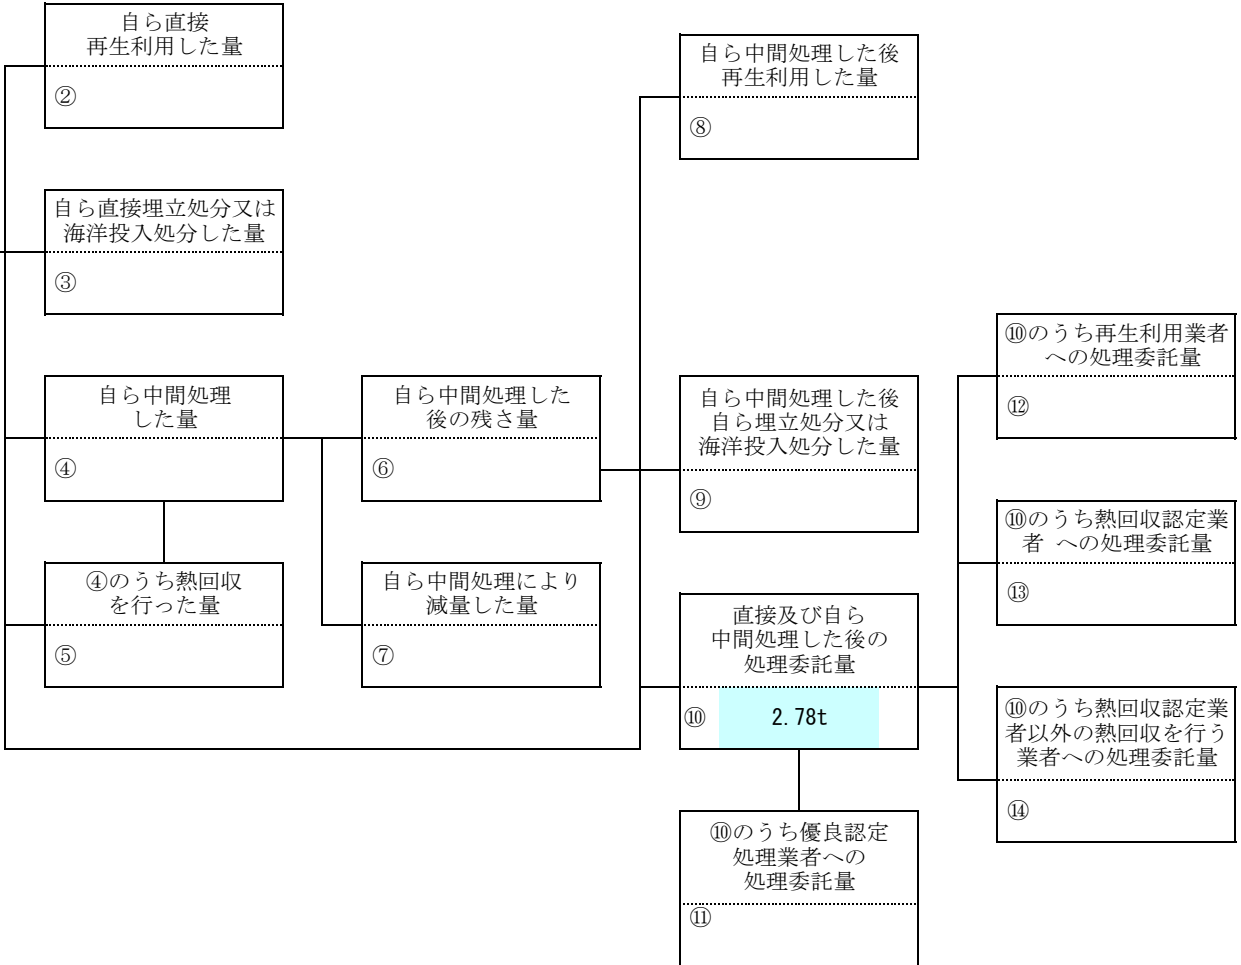 自ら直接
再生利用した量
②
自ら直接埋立処分又は
海洋投入処分した量
③
自ら中間処理
した量
④
④のうち熱回収
を行った量
⑤
自ら中間処理した
後の残さ量
⑥
自ら中間処理により
減量した量
⑦
自ら中間処理した後
再生利用した量
⑧
自ら中間処理した後
自ら埋立処分又は
海洋投入処分した量
⑨
直接及び自ら
中間処理した後の
処理委託量
⑩ 2.78t
⑩のうち優良認定
処理業者への
処理委託量
⑪
⑩のうち再生利用業者
への処理委託量
⑫
⑩のうち熱回収認定業
者 への処理委託量
⑬
⑩のうち熱回収認定業
者以外の熱回収を行う
業者への処理委託量
⑭